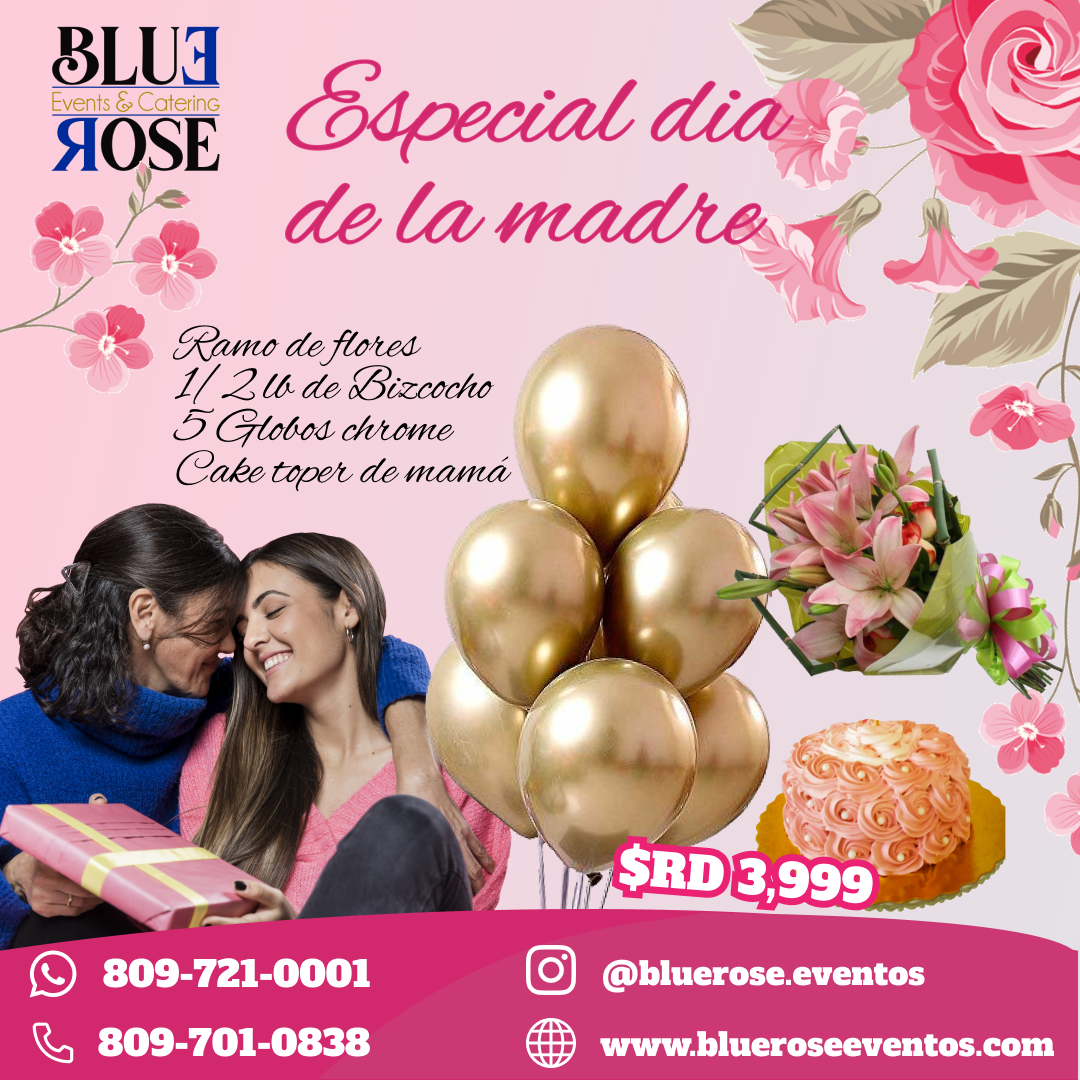 BLUE
Events & Catering
ROSE
Especial dia
de la madre
Ramo de flores
1/2 lb de Bizcocho
5 Globos chrome
Cake toper de mamá
$RD 3,999
809-721-0001
@bluerose.eventos
809-701-0838
www.blueroseeventos.com